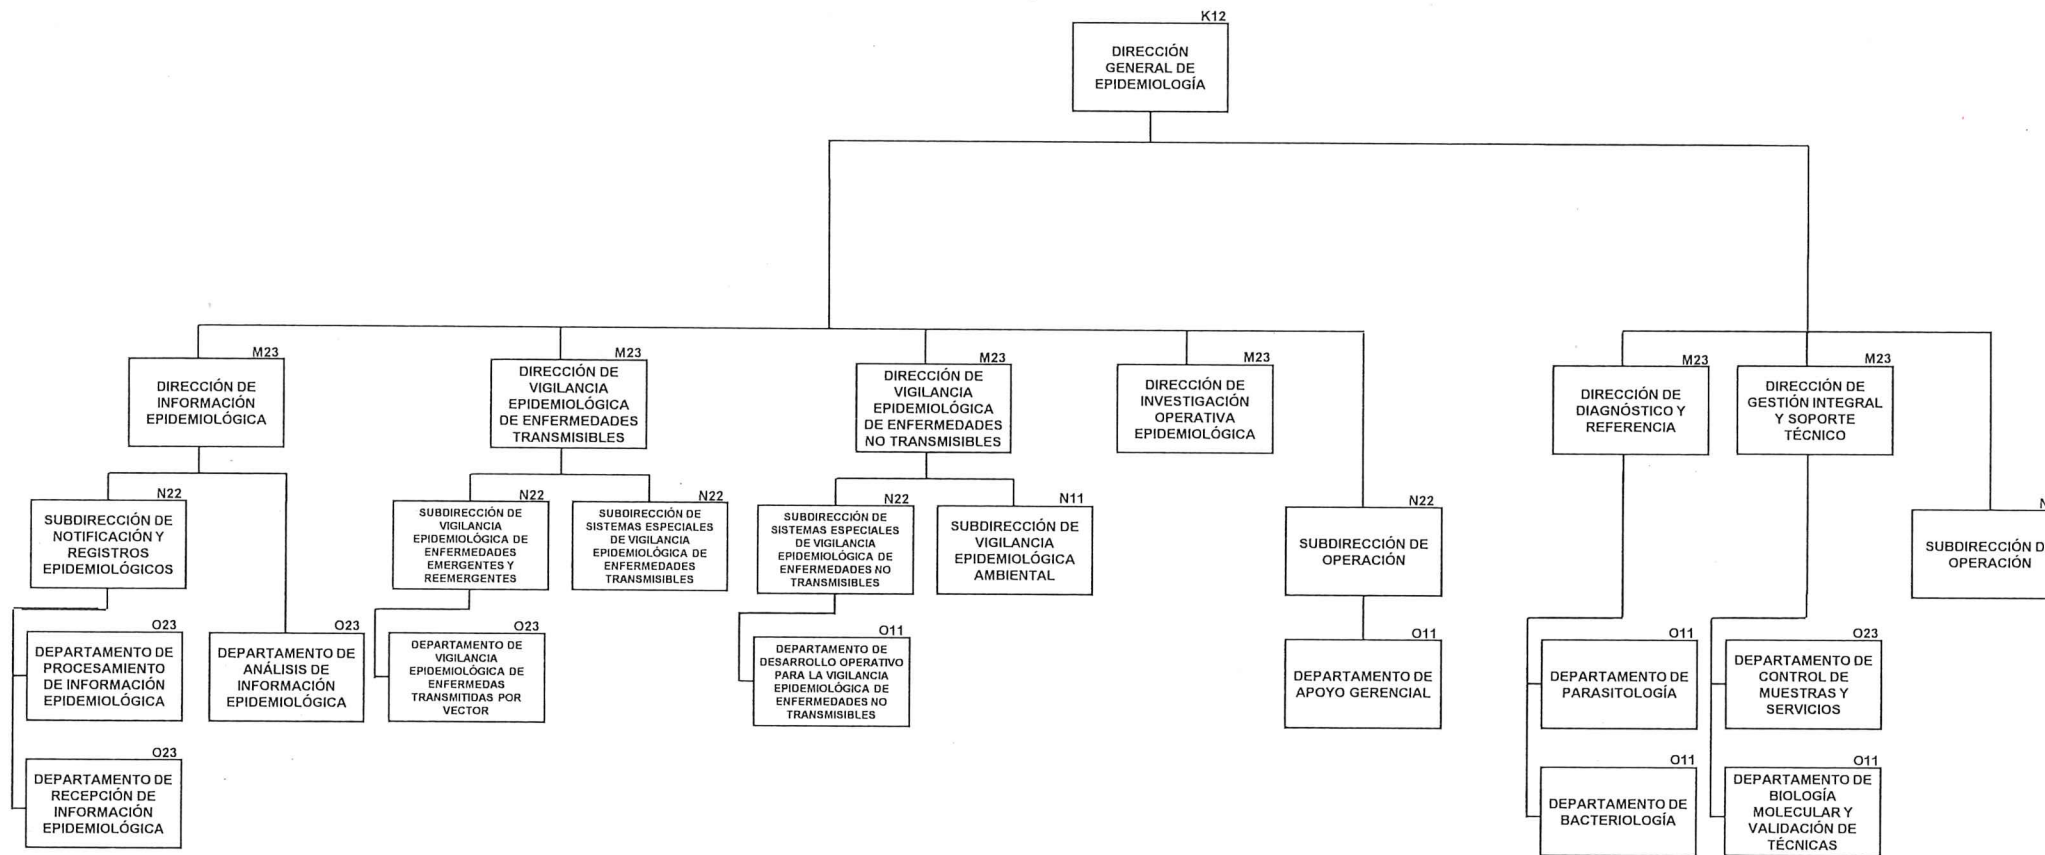 K12
DIRECCIÓN
GENERAL DE
EPIDEMIOLOGÍA
M23
DIRECCIÓN DE
INFORMACIÓN
EPIDEMIOLÓGICA
M23
DIRECCIÓN DE
VIGILANCIA
EPIDEMIOLÓGICA
DE ENFERMEDADES
TRANSMISIBLES
M23
DIRECCIÓN DE
VIGILANCIA
EPIDEMIOLÓGICA
DE ENFERMEDADES
NO TRANSMISIBLES
M23
DIRECCIÓN DE
INVESTIGACIÓN
OPERATIVA
EPIDEMIOLÓGICA
M23
DIRECCIÓN DE
DIAGNÓSTICO Y
REFERENCIA
M23
DIRECCIÓN DE
GESTIÓN INTEGRAL
Y SOPORTE
TÉCNICO
N22
SUBDIRECCIÓN DE
NOTIFICACIÓN Y
REGISTROS
EPIDEMIOLÓGICOS
N22
SUBDIRECCIÓN DE
VIGILANCIA
EPIDEMIOLÓGICA DE
ENFERMEDADES
EMERGENTES Y
REEMERGENTES
N22
SUBDIRECCIÓN DE
SISTEMAS ESPECIALES
DE VIGILANCIA
EPIDEMIOLÓGICA DE
ENFERMEDADES
TRANSMISIBLES
N22
SUBDIRECCIÓN DE
SISTEMAS ESPECIALES
DE VIGILANCIA
EPIDEMIOLÓGICA DE
ENFERMEDADES NO
TRANSMISIBLES
N11
SUBDIRECCIÓN DE
VIGILANCIA
EPIDEMIOLÓGICA
AMBIENTAL
N22
SUBDIRECCIÓN DE
OPERACIÓN
N
SUBDIRECCIÓN D
OPERACIÓN
O23
DEPARTAMENTO DE
PROCESAMIENTO
DE INFORMACIÓN
EPIDEMIOLÓGICA
O23
DEPARTAMENTO DE
ANÁLISIS DE
INFORMACIÓN
EPIDEMIOLÓGICA
O23
DEPARTAMENTO DE
VIGILANCIA
EPIDEMIOLÓGICA DE
ENFERMEDAS
TRANSMITIDAS POR
VECTOR
O11
DEPARTAMENTO DE
DESARROLLO OPERATIVO
PARA LA VIGILANCIA
EPIDEMIOLÓGICA DE
ENFERMEDADES NO
TRANSMISIBLES
O11
DEPARTAMENTO DE
APOYO GERENCIAL
O11
DEPARTAMENTO DE
PARASITOLOGÍA
O23
DEPARTAMENTO DE
CONTROL DE
MUESTRAS Y
SERVICIOS
O23
DEPARTAMENTO DE
RECEPCIÓN DE
INFORMACIÓN
EPIDEMIOLÓGICA
O11
DEPARTAMENTO DE
BACTERIOLOGÍA
O11
DEPARTAMENTO DE
BIOLOGÍA
MOLECULAR Y
VALIDACIÓN DE
TÉCNICAS